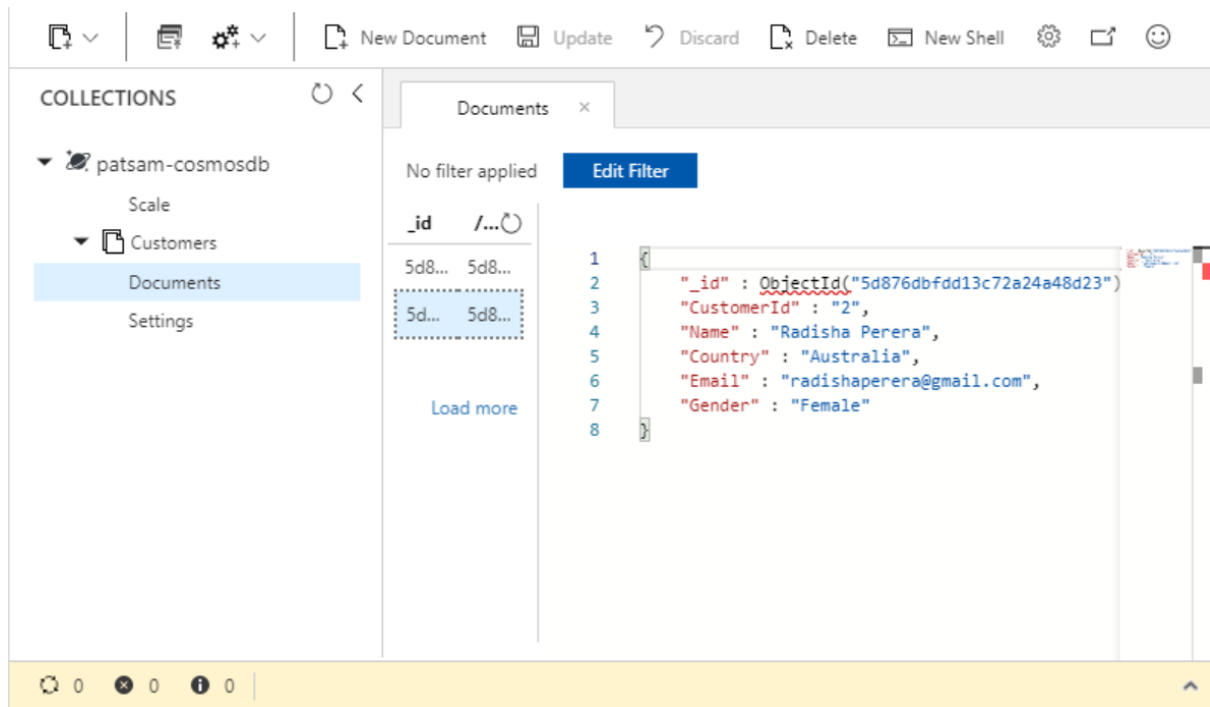 New Document Update Discard Delete New Shell
COLLECTIONS
patsam-cosmosdb
Scale
Customers
Documents
Settings
Documents ×
No filter applied Edit Filter
_id /...
5d8... 5d8...
5d... 5d8...
Load more
1 {
2 "_id" : ObjectId("5d876dbfdd13c72a24a48d23")
3 "CustomerId" : "2",
4 "Name" : "Radisha Perera",
5 "Country" : "Australia",
6 "Email" : "radishaperera@gmail.com",
7 "Gender" : "Female"
8 }
0 0 0